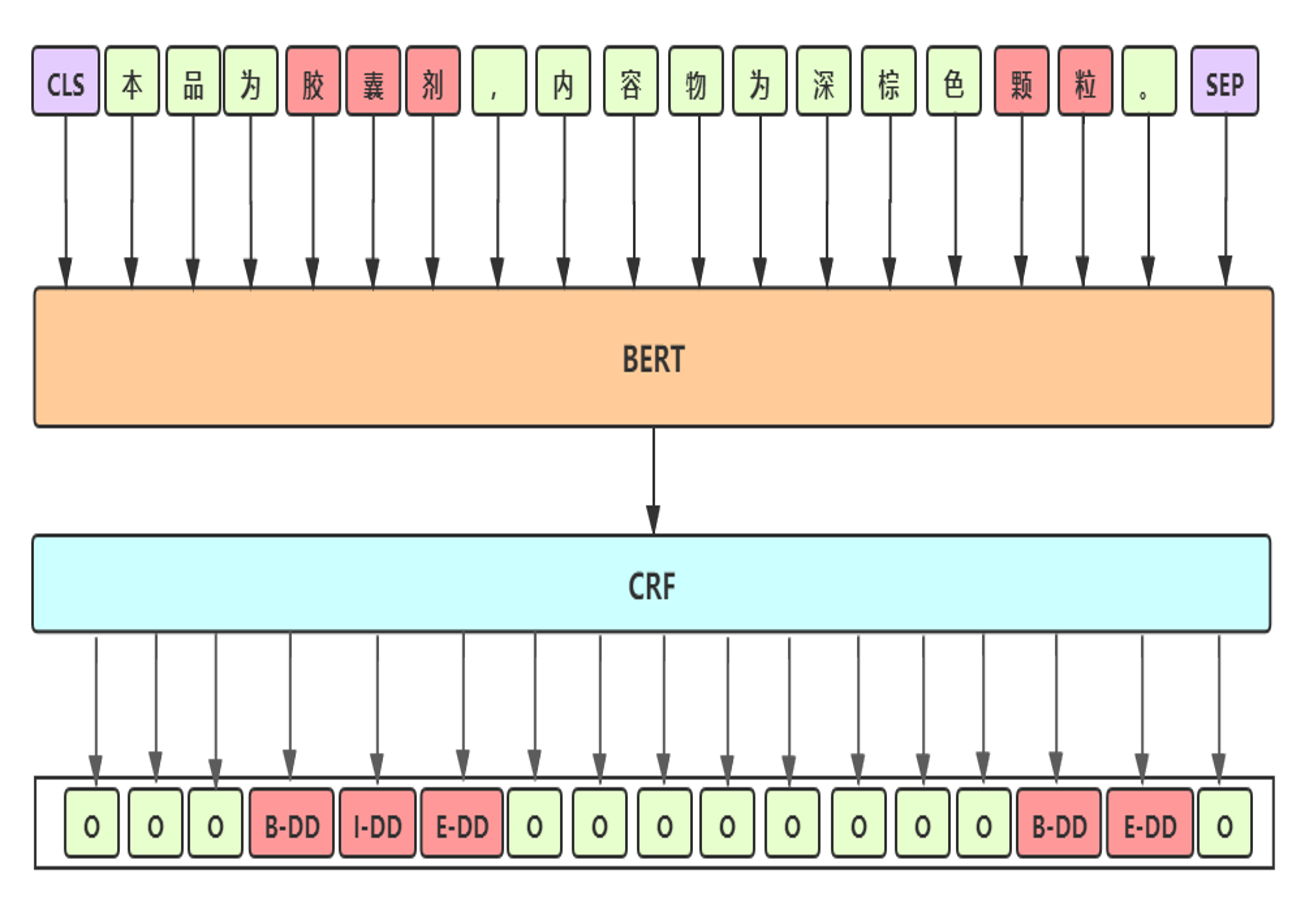 CLS 本 品 为 胶 囊 剂 , 内 容 物 为 深 棕 色 颗 粒 。 SEP
BERT
CRF
O O O B-DD I-DD E-DD O O O O O O O O B-DD E-DD O